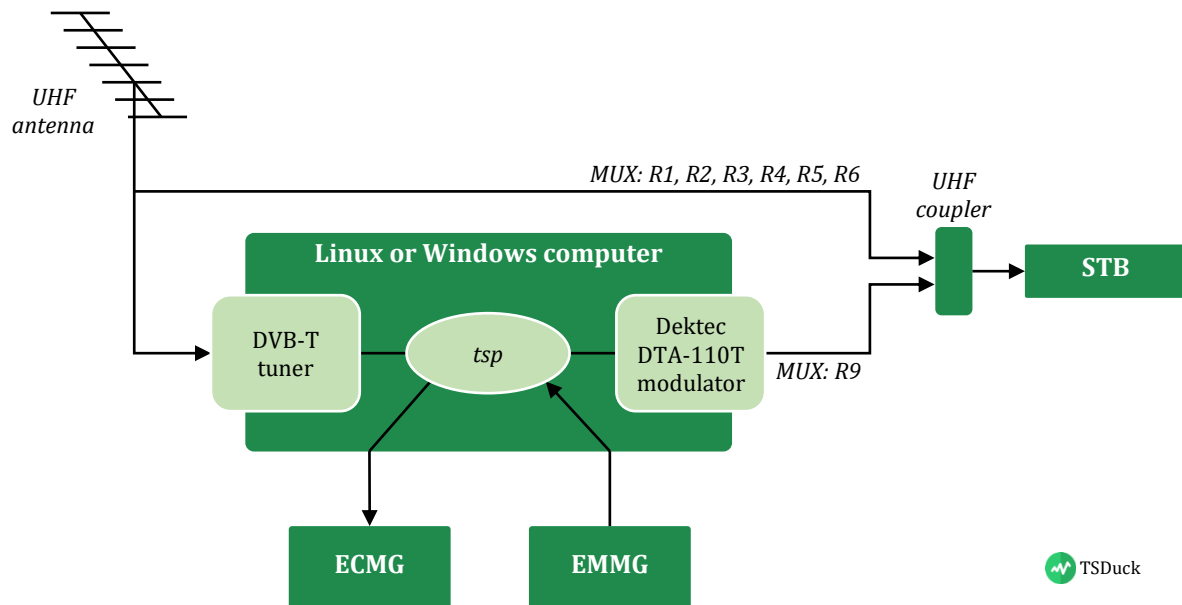 UHF
antenna
MUX: R1, R2, R3, R4, R5, R6
UHF
coupler
Linux or Windows computer
STB
DVB-T
tuner
tsp
Dektec
DTA-110T
modulator
MUX: R9
ECMG
EMMG
TSDuck